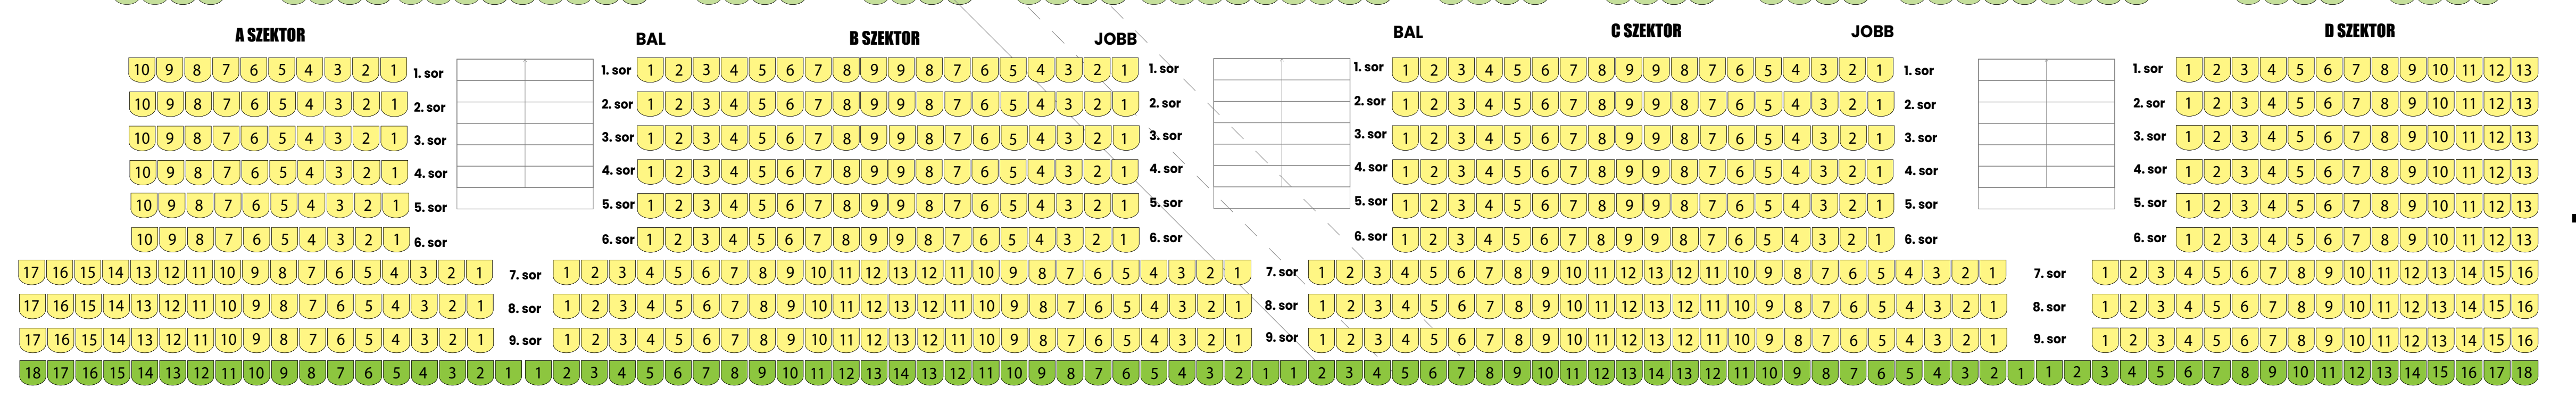 A SZEKTOR BAL B SZEKTOR JOBB BAL C SZEKTOR JOBB D SZEKTOR
10 9 8 7 6 5 4 3 2 1 1. sor 1. sor 1 2 3 4 5 6 7 8 9 9 8 7 6 5 4 3 2 1 1. sor 1. sor 1 2 3 4 5 6 7 8 9 9 8 7 6 5 4 3 2 1 1. sor 1. sor 1 2 3 4 5 6 7 8 9 10 11 12 13
10 9 8 7 6 5 4 3 2 1 2. sor 2. sor 1 2 3 4 5 6 7 8 9 9 8 7 6 5 4 3 2 1 2. sor 2. sor 1 2 3 4 5 6 7 8 9 9 8 7 6 5 4 3 2 1 2. sor 2. sor 1 2 3 4 5 6 7 8 9 10 11 12 13
10 9 8 7 6 5 4 3 2 1 3. sor 3. sor 1 2 3 4 5 6 7 8 9 9 8 7 6 5 4 3 2 1 3. sor 3. sor 1 2 3 4 5 6 7 8 9 9 8 7 6 5 4 3 2 1 3. sor 3. sor 1 2 3 4 5 6 7 8 9 10 11 12 13
10 9 8 7 6 5 4 3 2 1 4. sor 4. sor 1 2 3 4 5 6 7 8 9 9 8 7 6 5 4 3 2 1 4. sor 4. sor 1 2 3 4 5 6 7 8 9 9 8 7 6 5 4 3 2 1 4. sor 4. sor 1 2 3 4 5 6 7 8 9 10 11 12 13
10 9 8 7 6 5 4 3 2 1 5. sor 5. sor 1 2 3 4 5 6 7 8 9 9 8 7 6 5 4 3 2 1 5. sor 5. sor 1 2 3 4 5 6 7 8 9 9 8 7 6 5 4 3 2 1 5. sor 5. sor 1 2 3 4 5 6 7 8 9 10 11 12 13
10 9 8 7 6 5 4 3 2 1 6. sor 6. sor 1 2 3 4 5 6 7 8 9 9 8 7 6 5 4 3 2 1 6. sor 6. sor 1 2 3 4 5 6 7 8 9 9 8 7 6 5 4 3 2 1 6. sor 6. sor 1 2 3 4 5 6 7 8 9 10 11 12 13
17 16 15 14 13 12 11 10 9 8 7 6 5 4 3 2 1 7. sor 1 2 3 4 5 6 7 8 9 10 11 12 13 12 11 10 9 8 7 6 5 4 3 2 1 7. sor 1 2 3 4 5 6 7 8 9 10 11 12 13 12 11 10 9 8 7 6 5 4 3 2 1 7. sor 1 2 3 4 5 6 7 8 9 10 11 12 13 14 15 16
17 16 15 14 13 12 11 10 9 8 7 6 5 4 3 2 1 8. sor 1 2 3 4 5 6 7 8 9 10 11 12 13 12 11 10 9 8 7 6 5 4 3 2 1 8. sor 1 2 3 4 5 6 7 8 9 10 11 12 13 12 11 10 9 8 7 6 5 4 3 2 1 8. sor 1 2 3 4 5 6 7 8 9 10 11 12 13 14 15 16
17 16 15 14 13 12 11 10 9 8 7 6 5 4 3 2 1 9. sor 1 2 3 4 5 6 7 8 9 10 11 12 13 12 11 10 9 8 7 6 5 4 3 2 1 9. sor 1 2 3 4 5 6 7 8 9 10 11 12 13 12 11 10 9 8 7 6 5 4 3 2 1 9. sor 1 2 3 4 5 6 7 8 9 10 11 12 13 14 15 16
18 17 16 15 14 13 12 11 10 9 8 7 6 5 4 3 2 1 1 2 3 4 5 6 7 8 9 10 11 12 13 14 13 12 11 10 9 8 7 6 5 4 3 2 1 1 2 3 4 5 6 7 8 9 10 11 12 13 14 13 12 11 10 9 8 7 6 5 4 3 2 1 1 2 3 4 5 6 7 8 9 10 11 12 13 14 15 16 17 18